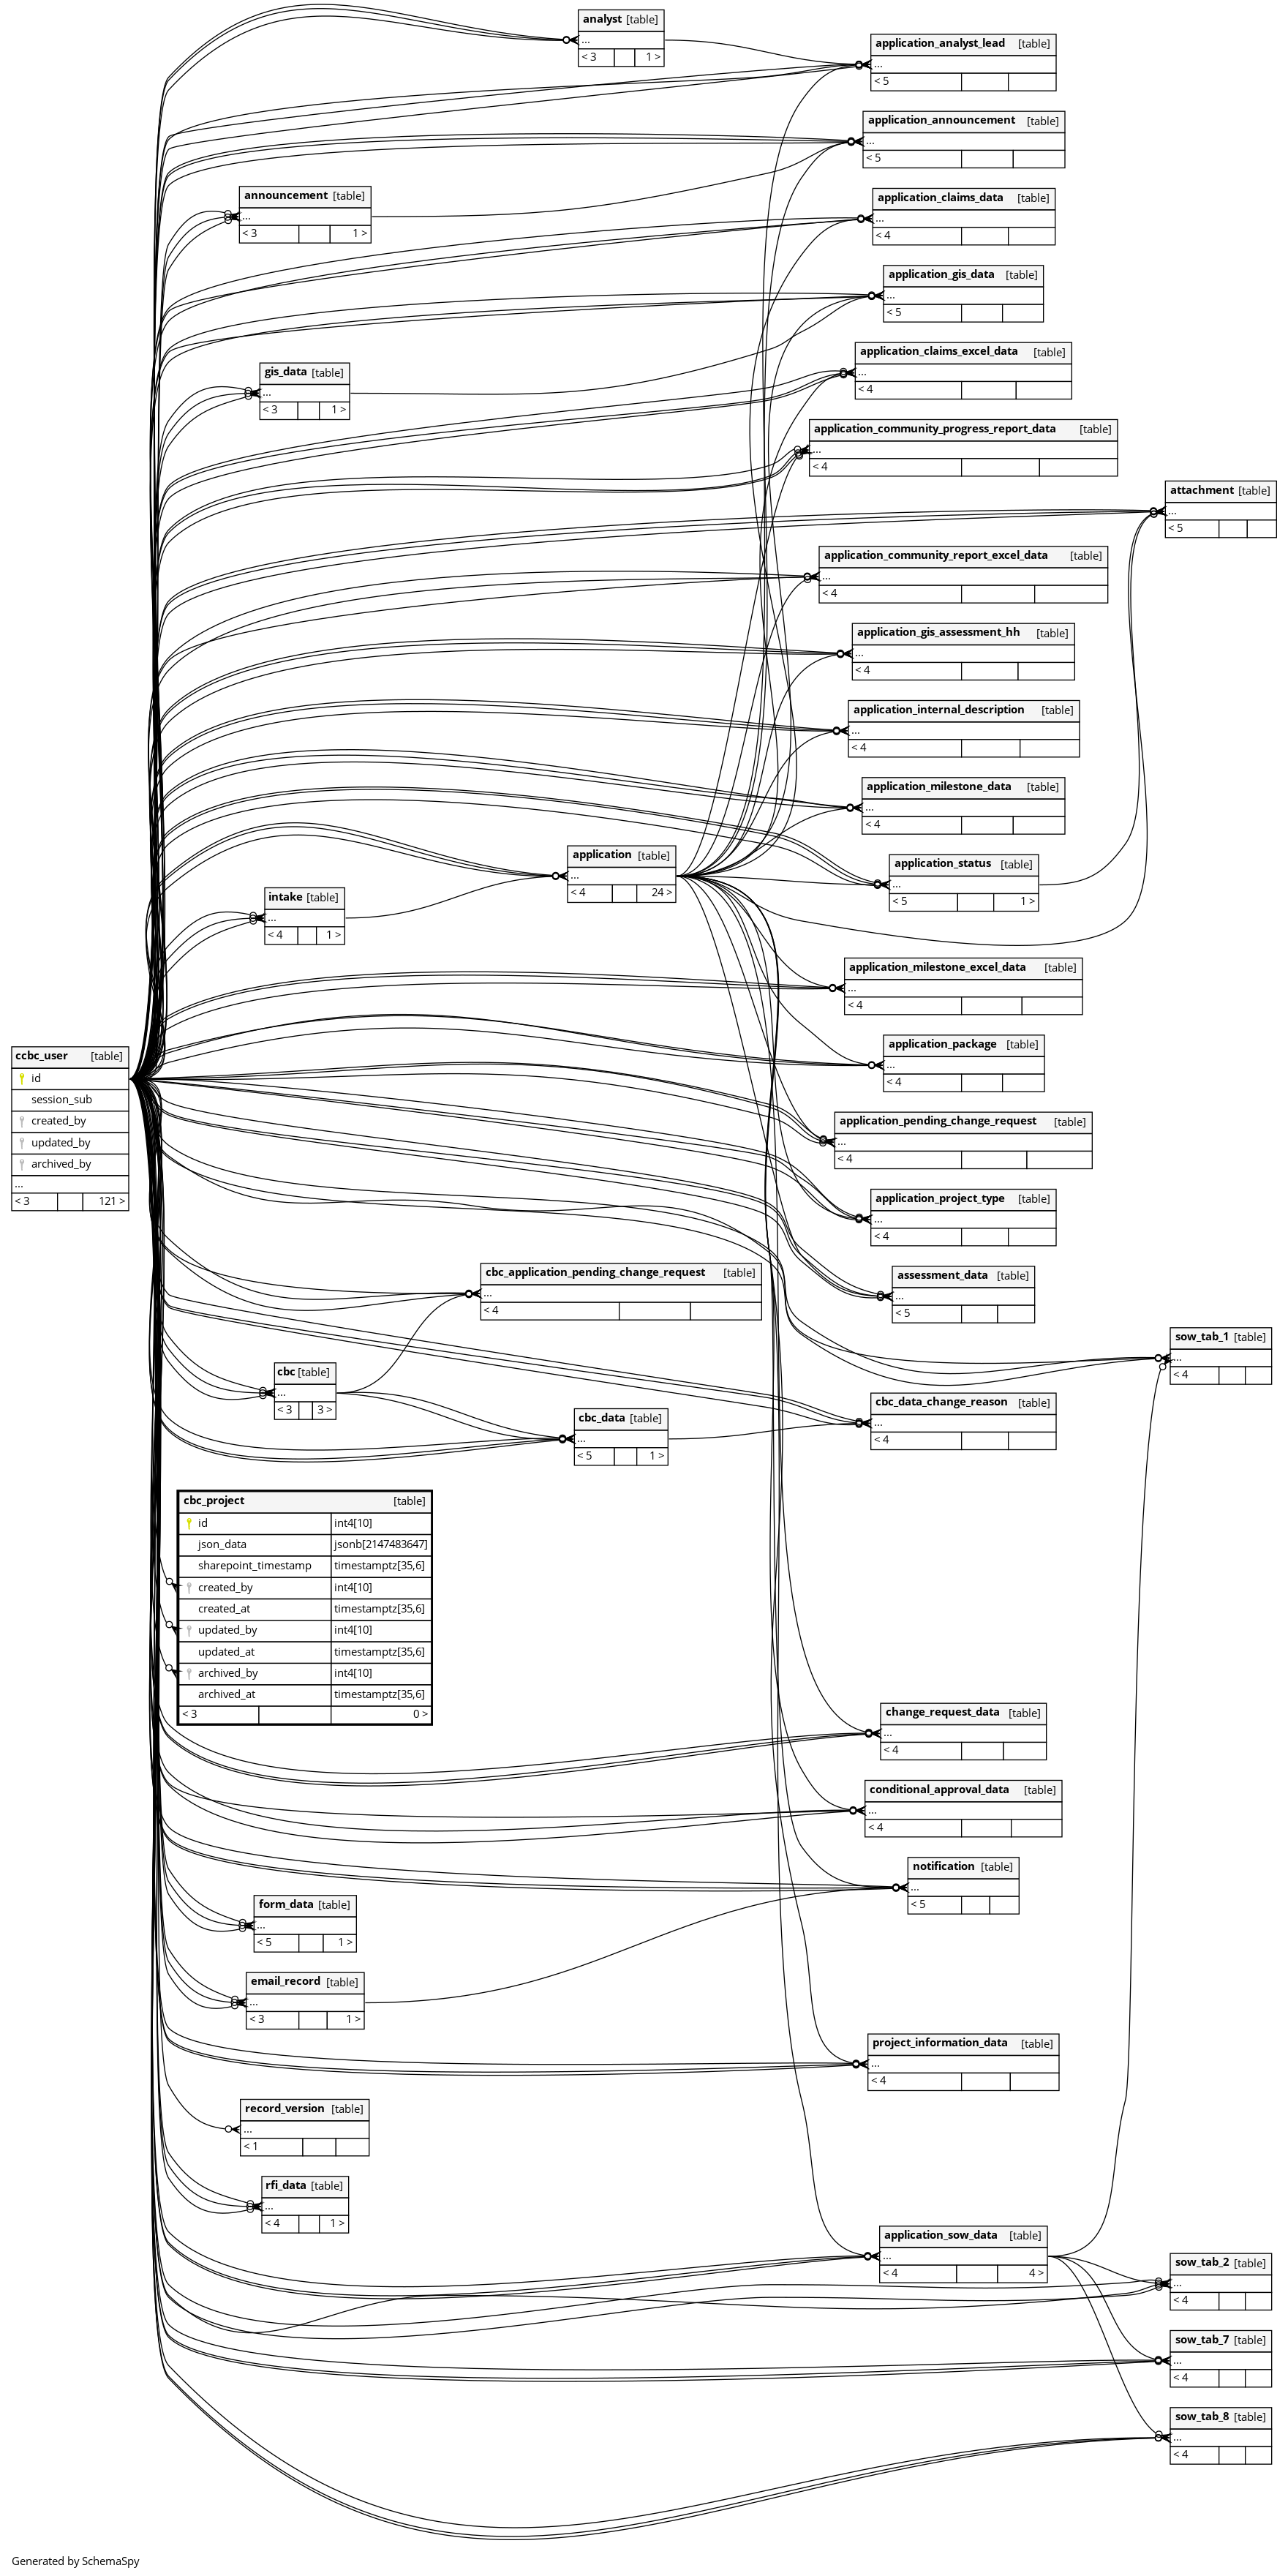 analyst [table]
...
< 3 1 >
application_analyst_lead [table]
...
< 5
application_announcement [table]
...
< 5
announcement [table]
...
< 3 1 >
application_claims_data [table]
...
< 4
application_gis_data [table]
...
< 5
gis_data [table]
...
< 3 1 >
application_claims_excel_data [table]
...
< 4
application_community_progress_report_data [table]
...
< 4
attachment [table]
...
< 5
application_community_report_excel_data [table]
...
< 4
application_gis_assessment_hh [table]
...
< 4
application_internal_description [table]
...
< 4
application_milestone_data [table]
...
< 4
application [table]
...
< 4 24 >
application_status [table]
...
< 5 1 >
intake [table]
...
< 4 1 >
application_milestone_excel_data [table]
...
< 4
application_package [table]
...
< 4
ccbc_user [table]
id
session_sub
created_by
updated_by
archived_by
...
< 3 121 >
application_pending_change_request [table]
...
< 4
application_project_type [table]
...
< 4
cbc_application_pending_change_request [table]
...
< 4
assessment_data [table]
...
< 5
sow_tab_1 [table]
...
< 4
cbc [table]
...
< 3 3 >
cbc_data_change_reason [table]
...
< 4
cbc_data [table]
...
< 5 1 >
cbc_project [table]
id int4[10]
json_data jsonb[2147483647]
sharepoint_timestamp timestamptz[35,6]
created_by int4[10]
created_at timestamptz[35,6]
updated_by int4[10]
updated_at timestamptz[35,6]
archived_by int4[10]
archived_at timestamptz[35,6]
< 3 0 >
change_request_data [table]
...
< 4
conditional_approval_data [table]
...
< 4
notification [table]
...
< 5
form_data [table]
...
< 5 1 >
email_record [table]
...
< 3 1 >
project_information_data [table]
...
< 4
record_version [table]
...
< 1
rfi_data [table]
...
< 4 1 >
application_sow_data [table]
...
< 4 4 >
sow_tab_2 [table]
...
< 4
sow_tab_7 [table]
...
< 4
sow_tab_8 [table]
...
< 4
Generated by SchemaSpy